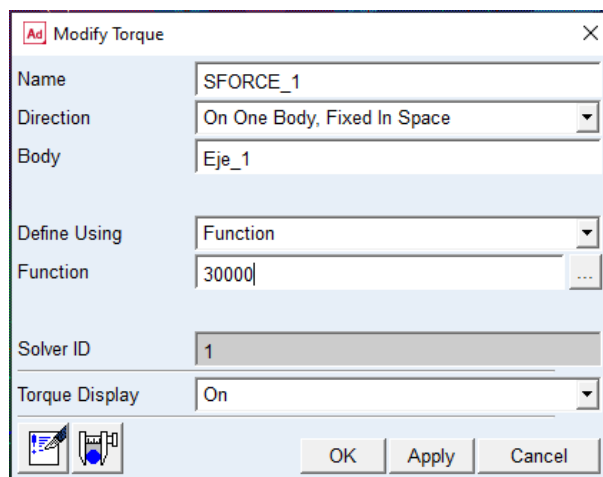 Ad Modify Torque
Name SFORCE_1
Direction On One Body, Fixed In Space
Body Eje_1
Define Using Function
Function 30000 ...
Solver ID 1
Torque Display On
OK Apply Cancel